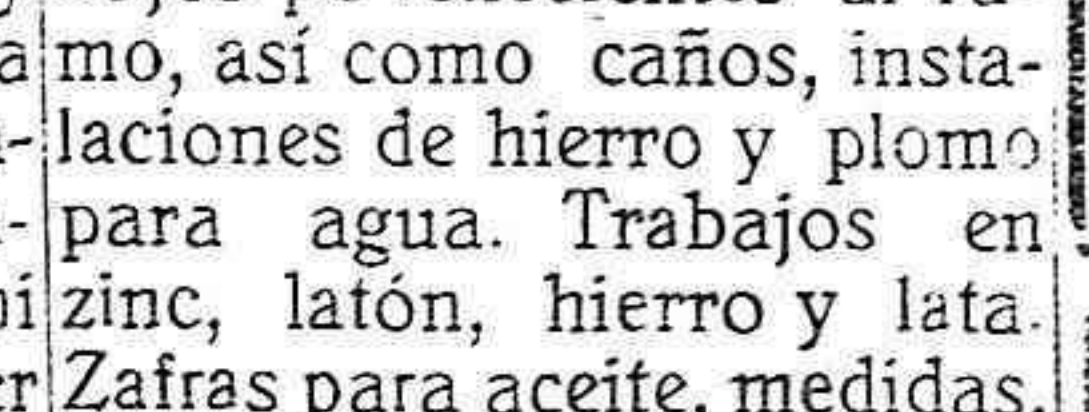 mo, así como caños, insta-
laciones de hierro y plomo
para agua. Trabajos en
zinc, latón, hierro y lata.
Zafras para aceite, medidas,